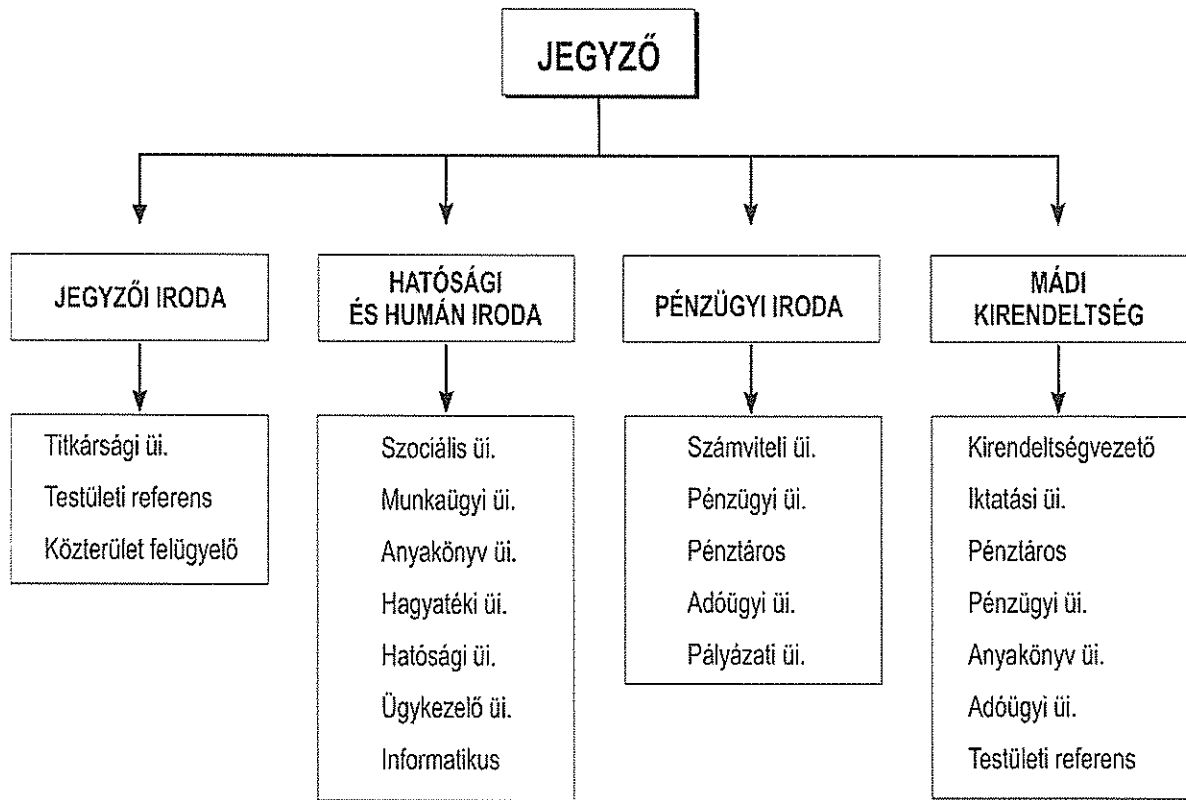 JEGYZŐ
JEGYZŐI IRODA
Titkársági üi.
Testületi referens
Közterület felügyelő
HATÓSÁGI
ÉS HUMÁN IRODA
Szociális üi.
Munkaügyi üi.
Anyakönyv üi.
Hagyatéki üi.
Hatósági üi.
Ügykezelő üi.
Informatikus
PÉNZÜGYI IRODA
Számviteli üi.
Pénzügyi üi.
Pénztáros
Adóügyi üi.
Pályázati üi.
MÁDI
KIRENDELTSÉG
Kirendeltségvezető
Iktatási üi.
Pénztáros
Pénzügyi üi.
Anyakönyv üi.
Adóügyi üi.
Testületi referens